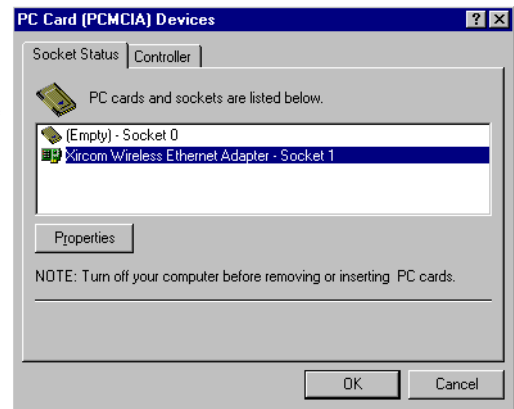 PC Card (PCMCIA) Devices
Socket Status
Controller
PC cards and sockets are listed below.
(Empty) - Socket 0
Xircom Wireless Ethernet Adapter - Socket 1
Properties
NOTE: Turn off your computer before removing or inserting PC cards.
OK
Cancel